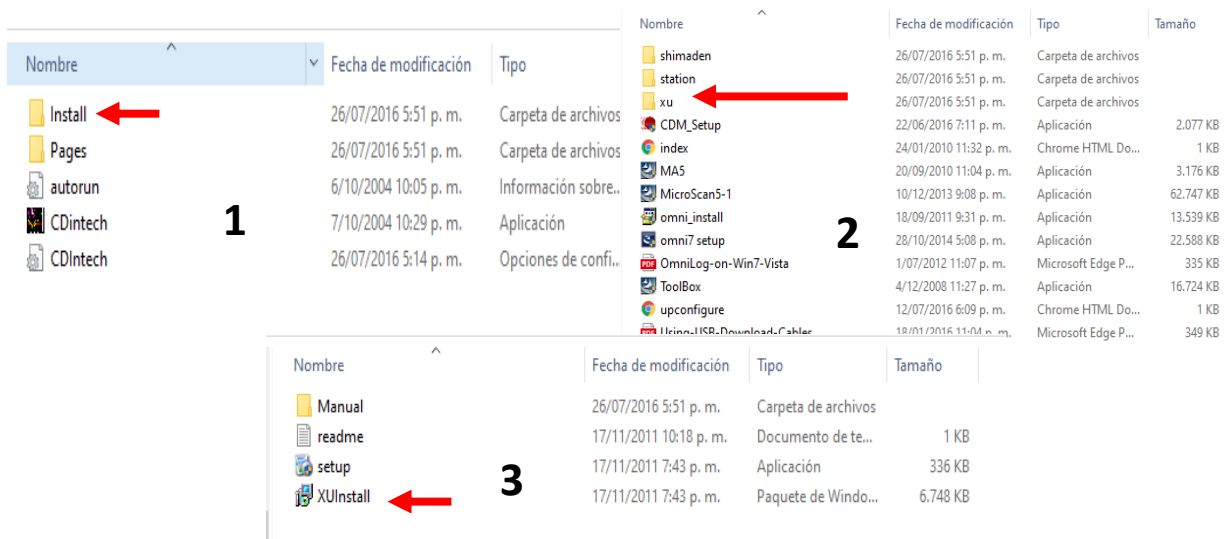 Nombre Fecha de modificación Tipo
Install 26/07/2016 5:51 p. m. Carpeta de archivos
Pages 26/07/2016 5:51 p. m. Carpeta de archivos
autorun 6/10/2004 10:05 p. m. Información sobre...
CDintech 7/10/2004 10:29 p. m. Aplicación
CDIntech 26/07/2016 5:14 p. m. Opciones de confi...
1
Nombre Fecha de modificación Tipo Tamaño
shimaden 26/07/2016 5:51 p. m. Carpeta de archivos
station 26/07/2016 5:51 p. m. Carpeta de archivos
xu 26/07/2016 5:51 p. m. Carpeta de archivos
CDM_Setup 22/06/2016 7:11 p. m. Aplicación 2.077 KB
index 24/01/2010 11:32 p. m. Chrome HTML Do... 1 KB
MA5 20/09/2010 11:04 p. m. Aplicación 3.176 KB
MicroScan5-1 10/12/2013 9:08 p. m. Aplicación 62.747 KB
omni_install 18/09/2011 9:31 p. m. Aplicación 13.539 KB
omni7 setup 28/10/2014 5:08 p. m. Aplicación 22.588 KB
OmniLog-on-Win7-Vista 1/07/2012 11:07 p. m. Microsoft Edge P... 335 KB
ToolBox 4/12/2008 11:27 p. m. Aplicación 16.724 KB
upconfigure 12/07/2016 6:09 p. m. Chrome HTML Do... 1 KB
Using-USB-Download-Cables 18/01/2016 11:04 p. m. Microsoft Edge P... 349 KB
2
Nombre Fecha de modificación Tipo Tamaño
Manual 26/07/2016 5:51 p. m. Carpeta de archivos
readme 17/11/2011 10:18 p. m. Documento de te... 1 KB
setup 17/11/2011 7:43 p. m. Aplicación 336 KB
XUInstall 17/11/2011 7:43 p. m. Paquete de Windo... 6.748 KB
3